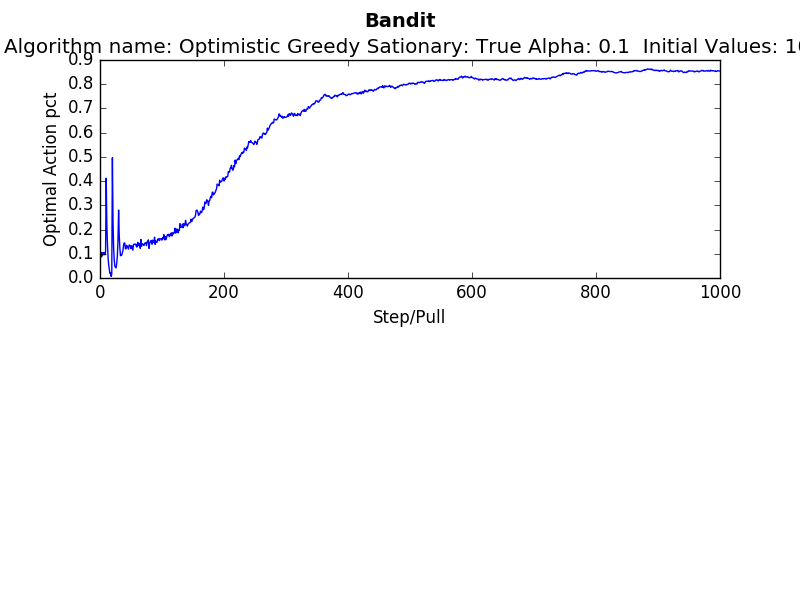 Bandit
Algorithm name: Optimistic Greedy Sationary: True Alpha: 0.1 Initial Values: 10
0.9
0.8
0.7
0.6
0.5
0.4
0.3
0.2
0.1
0.0
Optimal Action pct
0 200 400 600 800 1000
Step/Pull